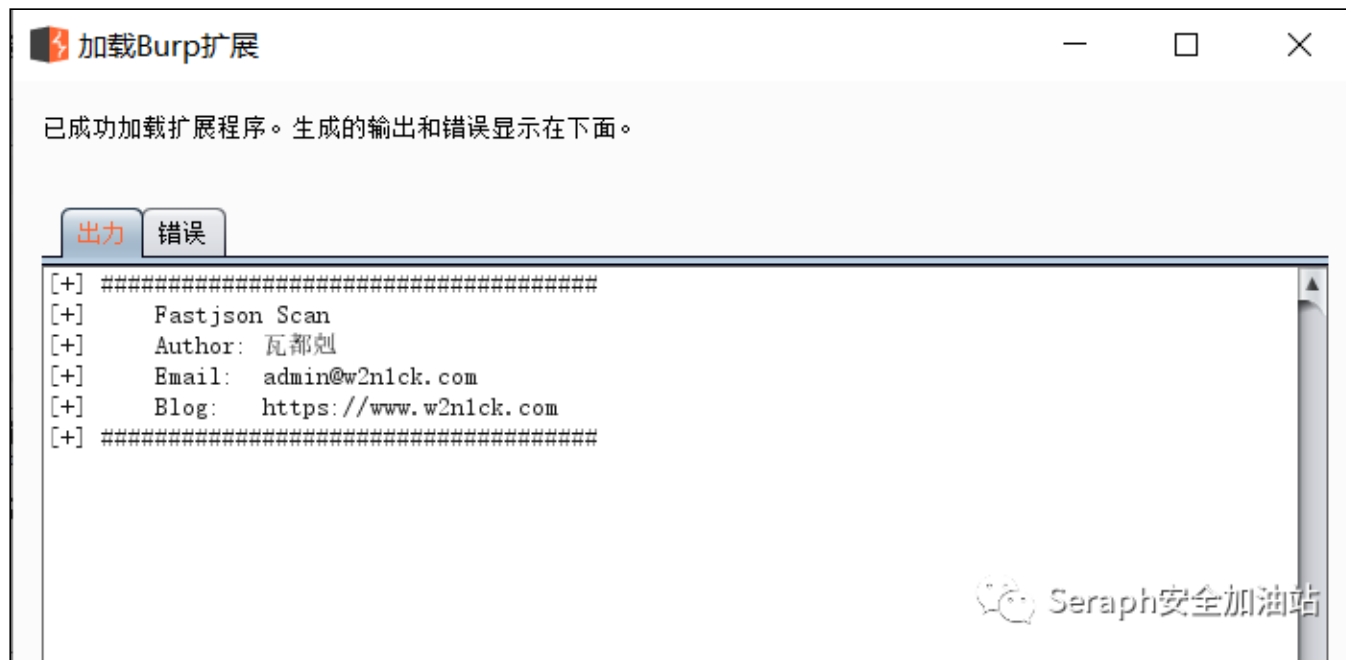 加载Burp扩展
已成功加载扩展程序。生成的输出和错误显示在下面。
出力 错误
[+] #####################################
[+] Fastjson Scan
[+] Author: 瓦都剋
[+] Email: admin@w2n1ck.com
[+] Blog: https://www.w2n1ck.com
[+] #####################################
Seraph安全加油站